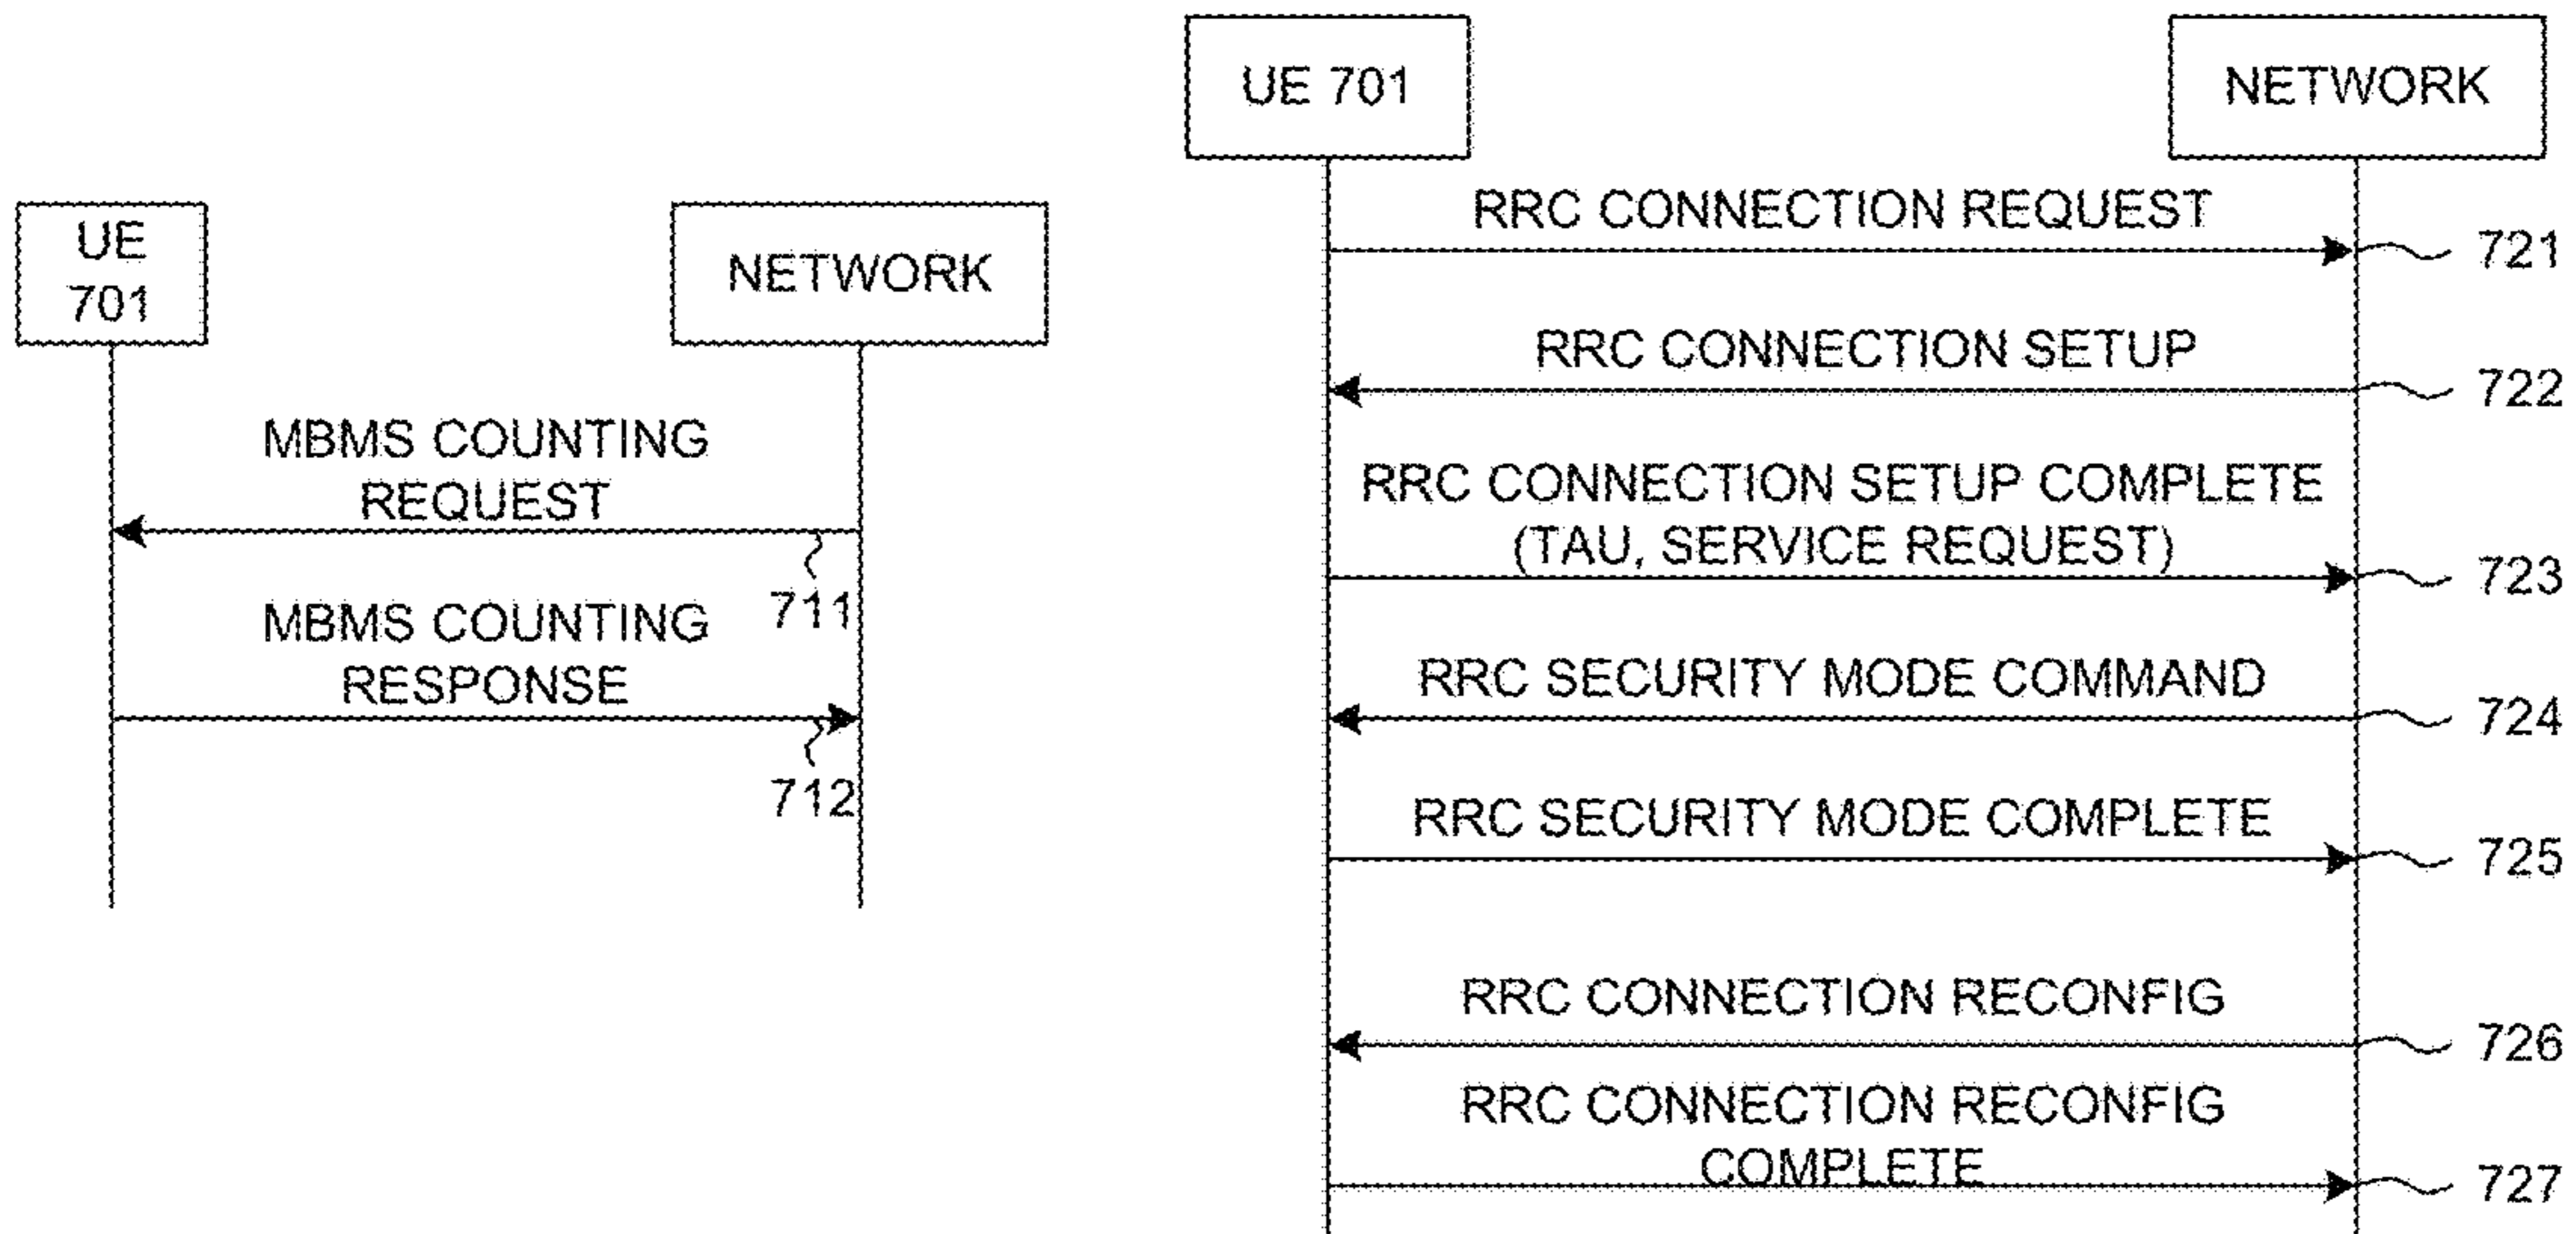 UE
701
NETWORK
MBMS COUNTING
REQUEST
711
MBMS COUNTING
RESPONSE
712
UE 701
NETWORK
RRC CONNECTION REQUEST
721
RRC CONNECTION SETUP
722
RRC CONNECTION SETUP COMPLETE
(TAU, SERVICE REQUEST)
723
RRC SECURITY MODE COMMAND
724
RRC SECURITY MODE COMPLETE
725
RRC CONNECTION RECONFIG
726
RRC CONNECTION RECONFIG
COMPLETE
727